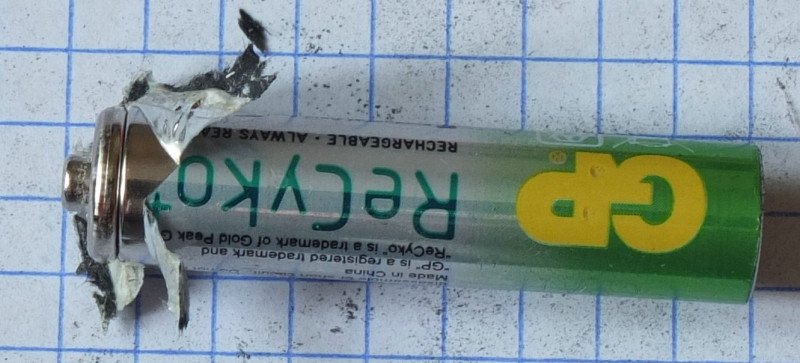 Made in China
"GP" is a registered trademark and
"ReCyko" is a trademark of Gold Peak G
GP
ReCyko+
RECHARGEABLE - ALWAYS REA